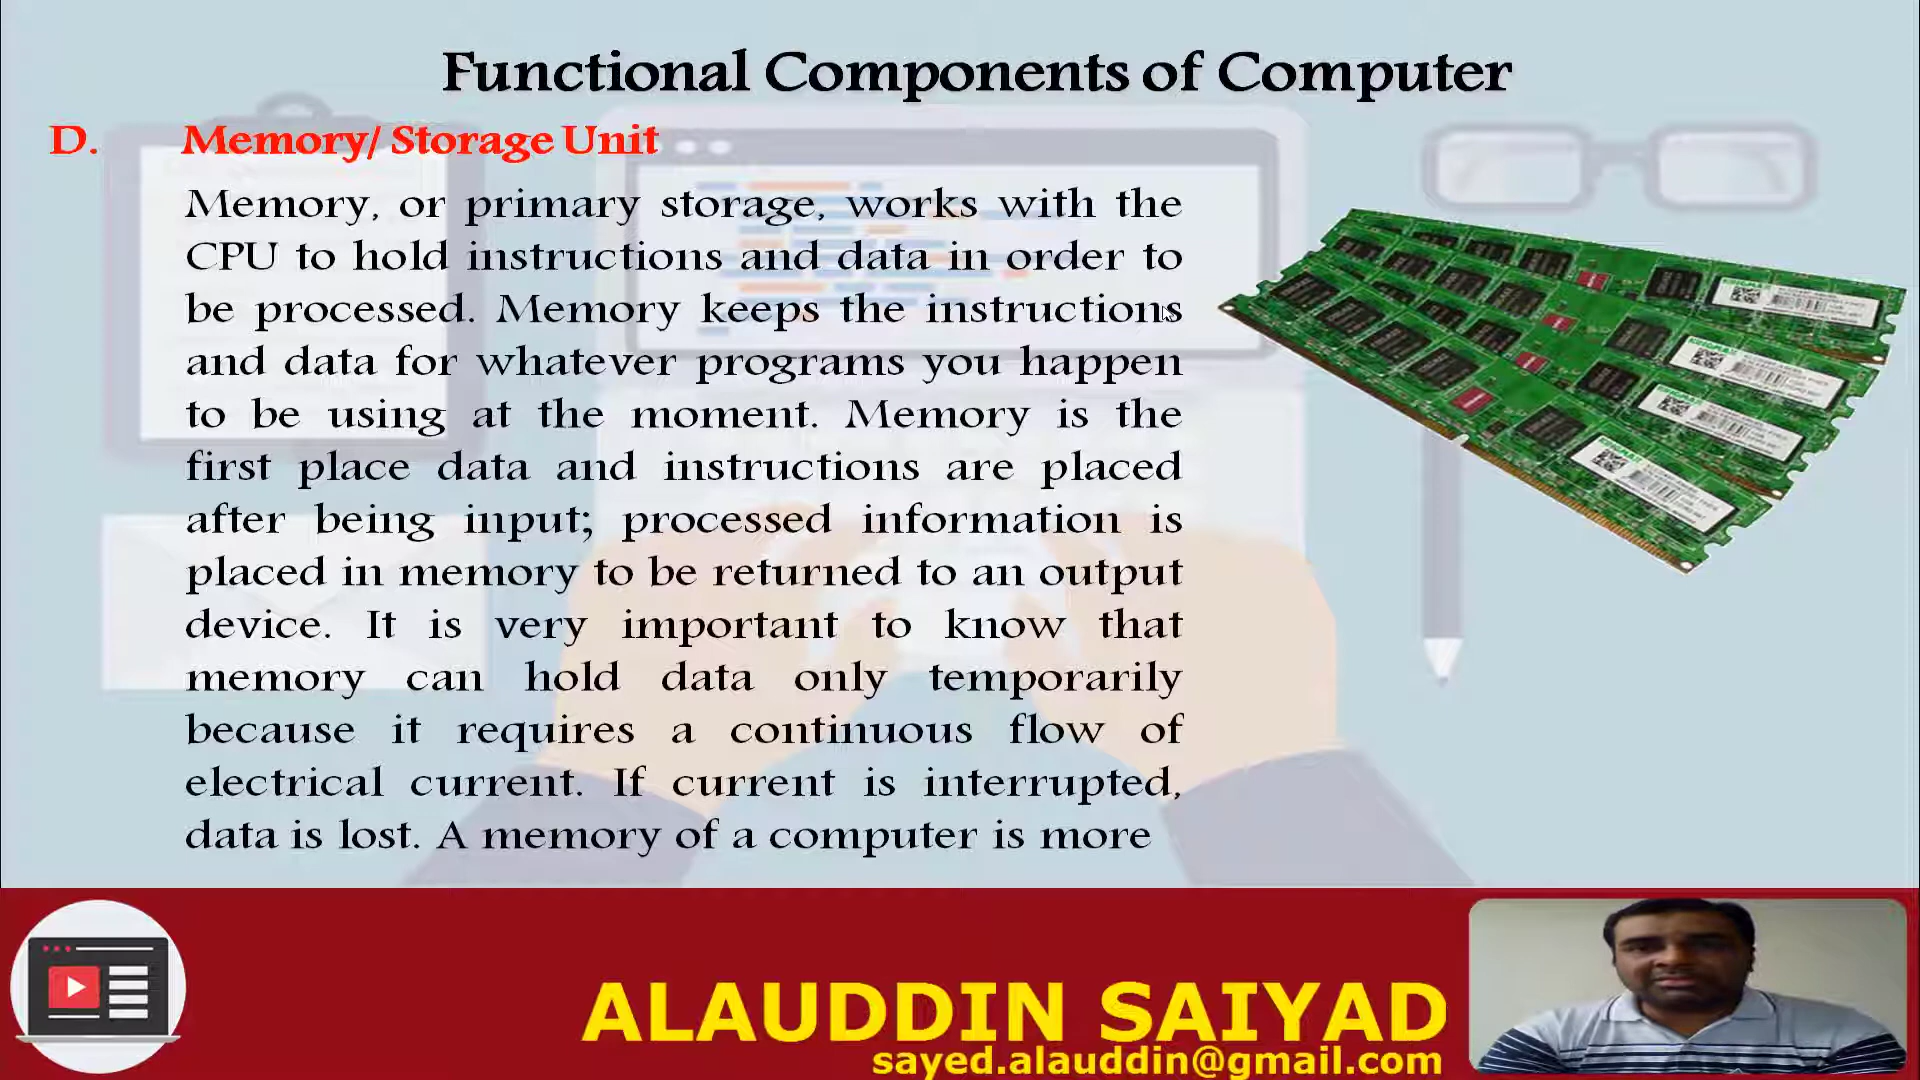 Functional Components of Computer
D. Memory/ Storage Unit
Memory, or primary storage, works with the
CPU to hold instructions and data in order to
be processed. Memory keeps the instructions
and data for whatever programs you happen
to be using at the moment. Memory is the
first place data and instructions are placed
after being input; processed information is
placed in memory to be returned to an output
device. It is very important to know that
memory can hold data only temporarily
because it requires a continuous flow of
electrical current. If current is interrupted,
data is lost. A memory of a computer is more
ALAUDDIN SAIYAD
sayed.alauddin@gmail.com